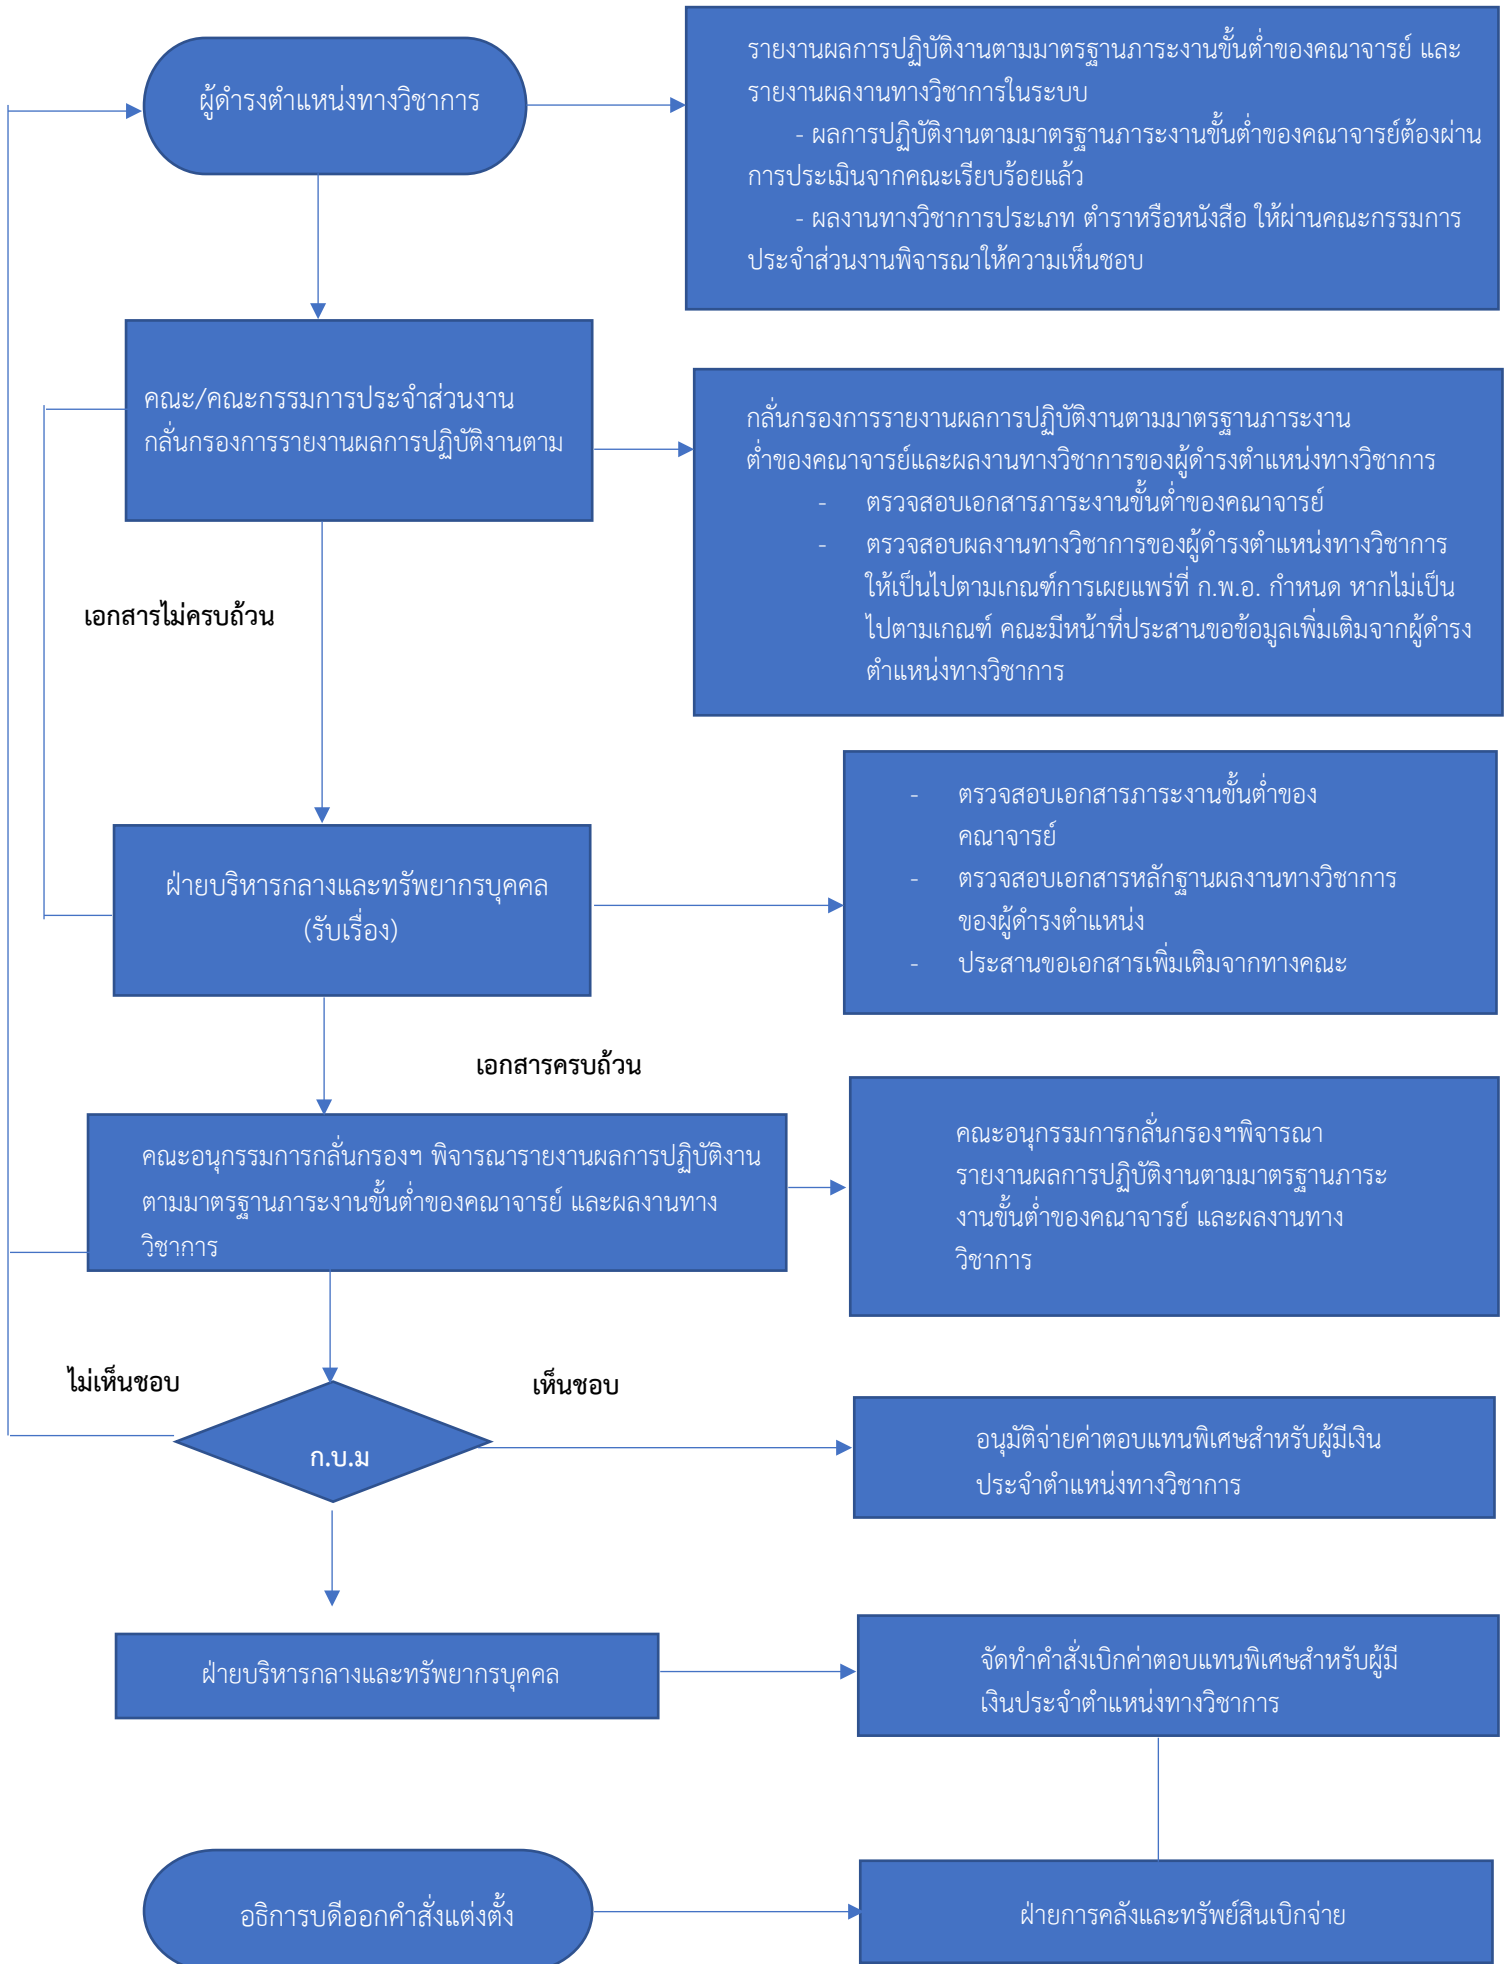 ผู้ดำรงตำแหน่งทางวิชาการ
รายงานผลการปฏิบัติงานตามมาตรฐานภาระงานขั้นต่ำของคณาจารย์ และ
รายงานผลงานทางวิชาการในระบบ
- ผลการปฏิบัติงานตามมาตรฐานภาระงานขั้นต่ำของคณาจารย์ต้องผ่าน
การประเมินจากคณะเรียบร้อยแล้ว
- ผลงานทางวิชาการประเภท ตำราหรือหนังสือ ให้ผ่านคณะกรรมการ
ประจำส่วนงานพิจารณาให้ความเห็นชอบ
คณะ/คณะกรรมการประจำส่วนงาน
กลั่นกรองการรายงานผลการปฏิบัติงานตาม
กลั่นกรองการรายงานผลการปฏิบัติงานตามมาตรฐานภาระงาน
ต่ำของคณาจารย์และผลงานทางวิชาการของผู้ดำรงตำแหน่งทางวิชาการ
- ตรวจสอบเอกสารภาระงานขั้นต่ำของคณาจารย์
- ตรวจสอบผลงานทางวิชาการของผู้ดำรงตำแหน่งทางวิชาการ
ให้เป็นไปตามเกณฑ์การเผยแพร่ที่ ก.พ.อ. กำหนด หากไม่เป็น
ไปตามเกณฑ์ คณะมีหน้าที่ประสานขอข้อมูลเพิ่มเติมจากผู้ดำรง
ตำแหน่งทางวิชาการ
เอกสารไม่ครบถ้วน
ฝ่ายบริหารกลางและทรัพยากรบุคคล
(รับเรื่อง)
- ตรวจสอบเอกสารภาระงานขั้นต่ำของ
คณาจารย์
- ตรวจสอบเอกสารหลักฐานผลงานทางวิชาการ
ของผู้ดำรงตำแหน่ง
- ประสานขอเอกสารเพิ่มเติมจากทางคณะ
เอกสารครบถ้วน
คณะอนุกรรมการกลั่นกรองฯ พิจารณารายงานผลการปฏิบัติงาน
ตามมาตรฐานภาระงานขั้นต่ำของคณาจารย์ และผลงานทาง
วิชาการ
คณะอนุกรรมการกลั่นกรองฯพิจารณา
รายงานผลการปฏิบัติงานตามมาตรฐานภาระ
งานขั้นต่ำของคณาจารย์ และผลงานทาง
วิชาการ
ไม่เห็นชอบ
เห็นชอบ
ก.บ.ม
อนุมัติจ่ายค่าตอบแทนพิเศษสำหรับผู้มีเงิน
ประจำตำแหน่งทางวิชาการ
ฝ่ายบริหารกลางและทรัพยากรบุคคล
จัดทำคำสั่งเบิกค่าตอบแทนพิเศษสำหรับผู้มี
เงินประจำตำแหน่งทางวิชาการ
อธิการบดีออกคำสั่งแต่งตั้ง
ฝ่ายการคลังและทรัพย์สินเบิกจ่าย